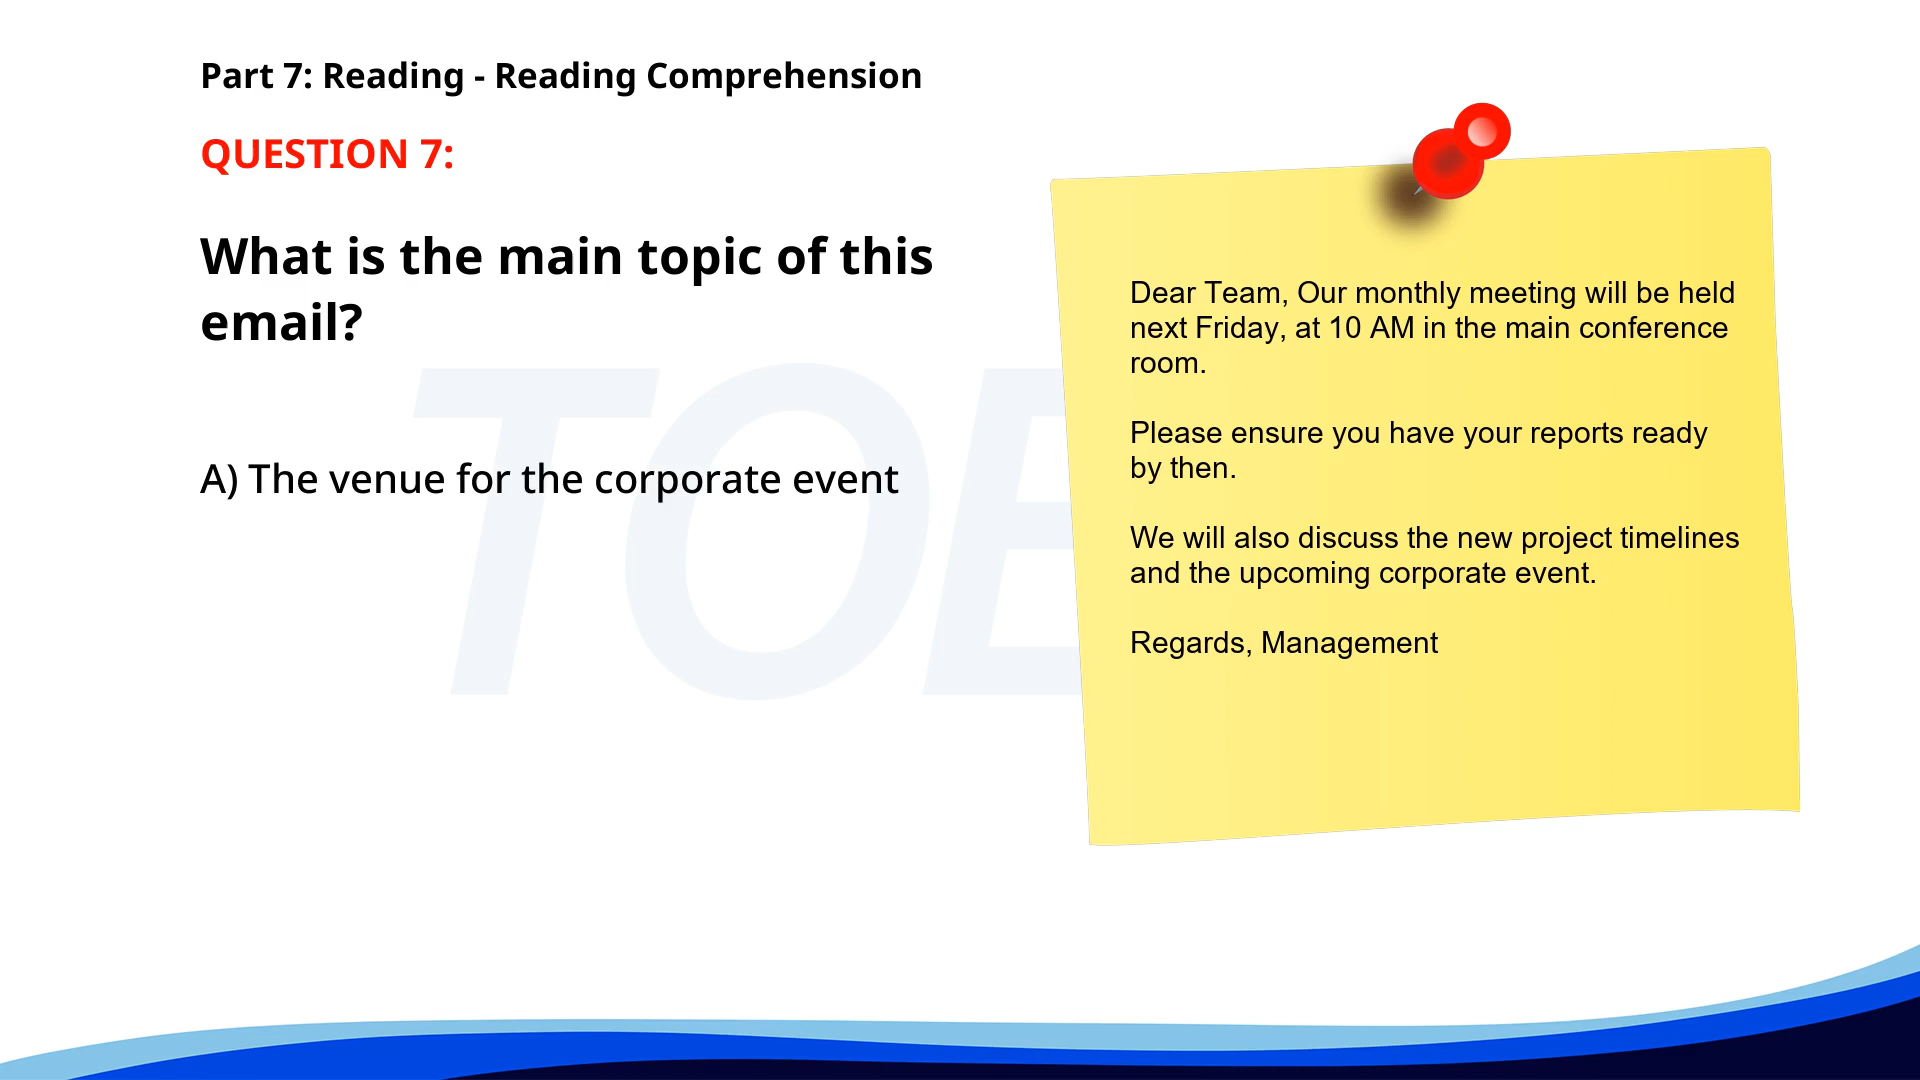 Part 7: Reading - Reading Comprehension
QUESTION 7:
What is the main topic of this
email?
A) The venue for the corporate event
Dear Team, Our monthly meeting will be held
next Friday, at 10 AM in the main conference
room.
Please ensure you have your reports ready
by then.
We will also discuss the new project timelines
and the upcoming corporate event.
Regards, Management